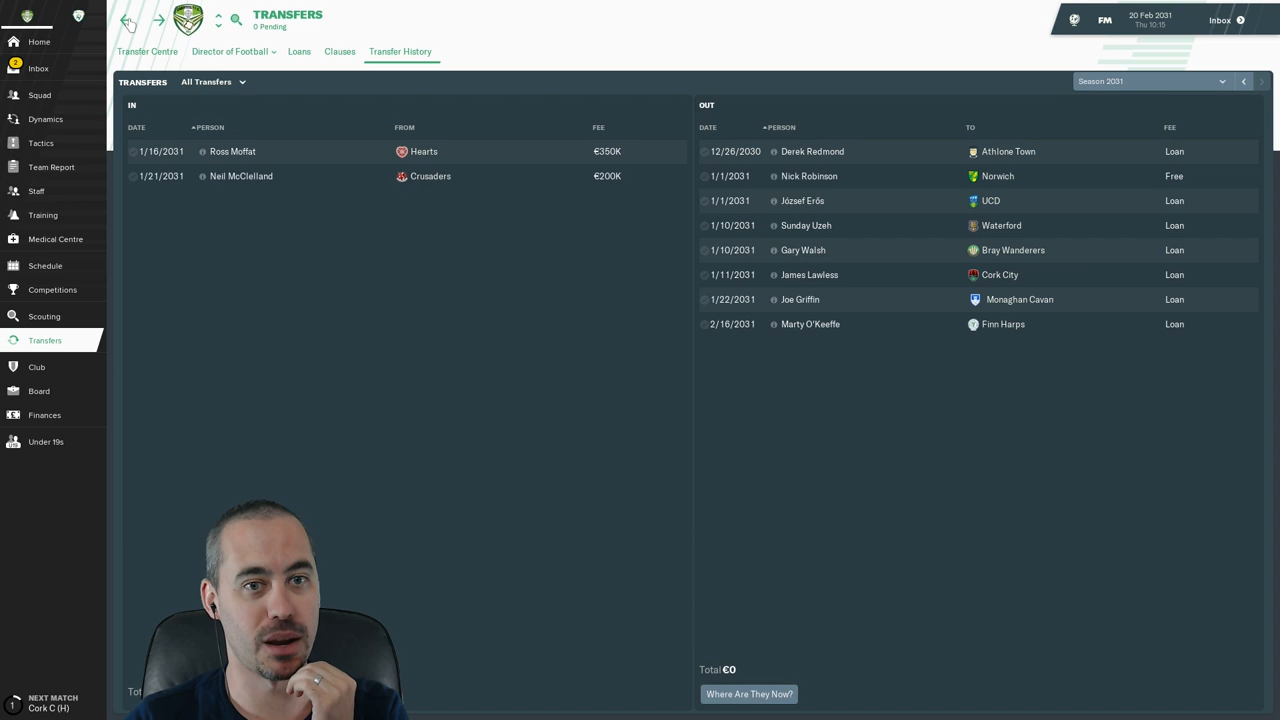 TRANSFERS
0 Pending
20 Feb 2031
Thu 10:15
FM
Inbox
Transfer Centre
Director of Football
Loans
Clauses
Transfer History
Home
2
Inbox
Squad
Dynamics
Tactics
Team Report
Staff
Training
Medical Centre
Schedule
Competitions
Scouting
Transfers
Club
Board
Finances
Under 19s
NEXT MATCH
1
Cork C (H)
TRANSFERS All Transfers
Season 2031
IN
DATE PERSON FROM FEE
1/16/2031 Ross Moffat Hearts €350K
1/21/2031 Neil McClelland Crusaders €200K
OUT
DATE PERSON TO FEE
12/26/2030 Derek Redmond Athlone Town Loan
1/1/2031 Nick Robinson Norwich Free
1/1/2031 József Erős UCD Loan
1/10/2031 Sunday Uzeh Waterford Loan
1/10/2031 Gary Walsh Bray Wanderers Loan
1/11/2031 James Lawless Cork City Loan
1/22/2031 Joe Griffin Monaghan Cavan Loan
2/16/2031 Marty O'Keeffe Finn Harps Loan
Total €0
Where Are They Now?